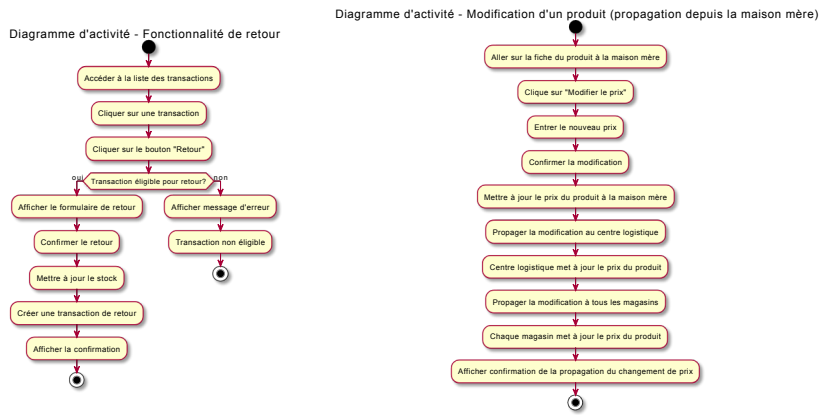 Diagramme d'activité - Fonctionnalité de retour
Accéder à la liste des transactions
Cliquer sur une transaction
Cliquer sur le bouton "Retour"
oui
Transaction éligible pour retour?
non
Afficher le formulaire de retour
Afficher message d'erreur
Confirmer le retour
Transaction non éligible
Mettre à jour le stock
Créer une transaction de retour
Afficher la confirmation
Diagramme d'activité - Modification d'un produit (propagation depuis la maison mère)
Aller sur la fiche du produit à la maison mère
Clique sur "Modifier le prix"
Entrer le nouveau prix
Confirmer la modification
Mettre à jour le prix du produit à la maison mère
Propager la modification au centre logistique
Centre logistique met à jour le prix du produit
Propager la modification à tous les magasins
Chaque magasin met à jour le prix du produit
Afficher confirmation de la propagation du changement de prix